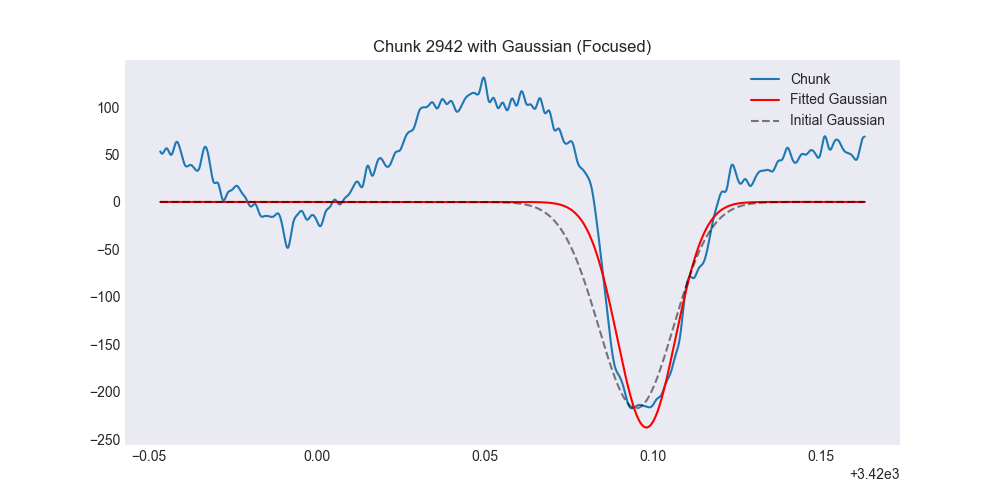 Chunk 2942 with Gaussian (Focused)
Chunk
Fitted Gaussian
Initial Gaussian
100
50
0
−50
−100
−150
−200
−250
−0.05
0.00
0.05
0.10
0.15
+3.42e3